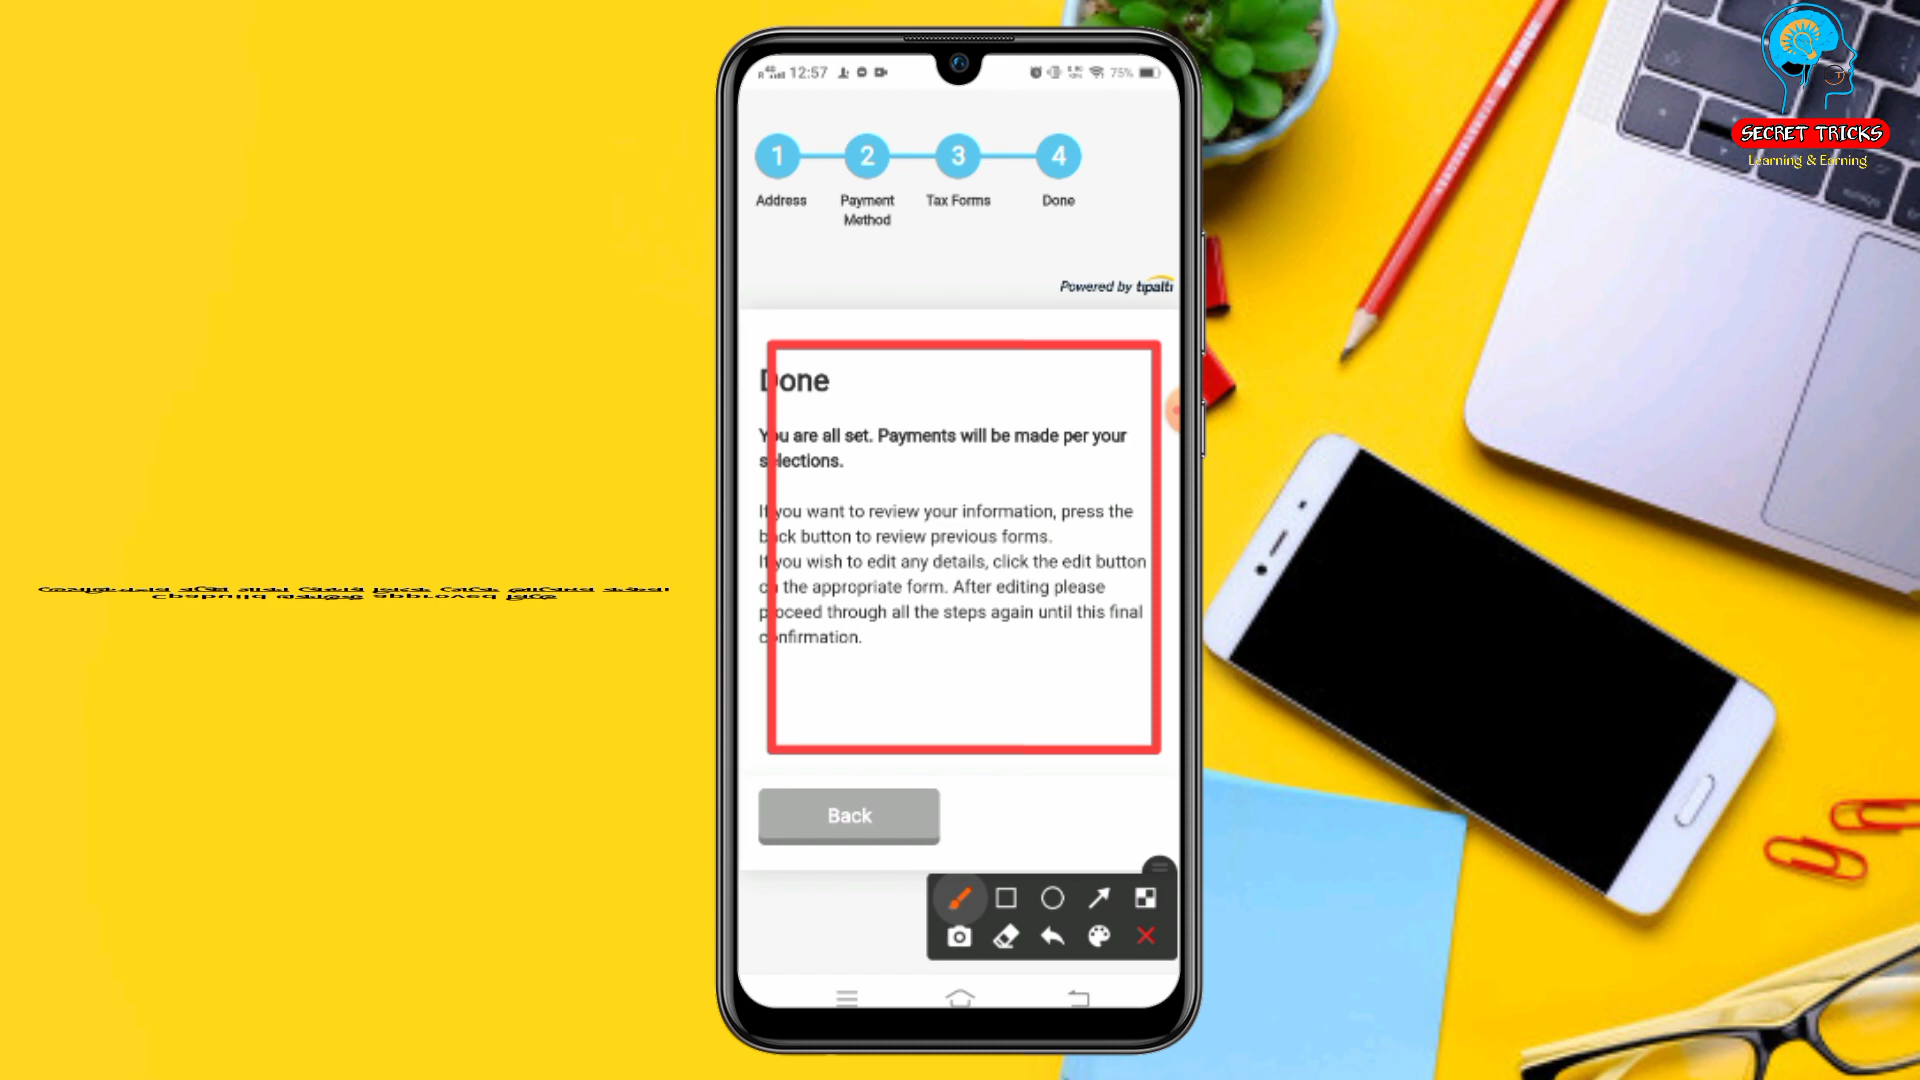 12:57
75%
1
2
3
4
Address
Payment
Method
Tax Forms
Done
Powered by tipalti
Done
You are all set. Payments will be made per your
selections.
If you want to review your information, press the
back button to review previous forms.
If you wish to edit any details, click the edit button
on the appropriate form. After editing please
proceed through all the steps again until this final
confirmation.
Back
SECRET TRICKS
Learning & Earning